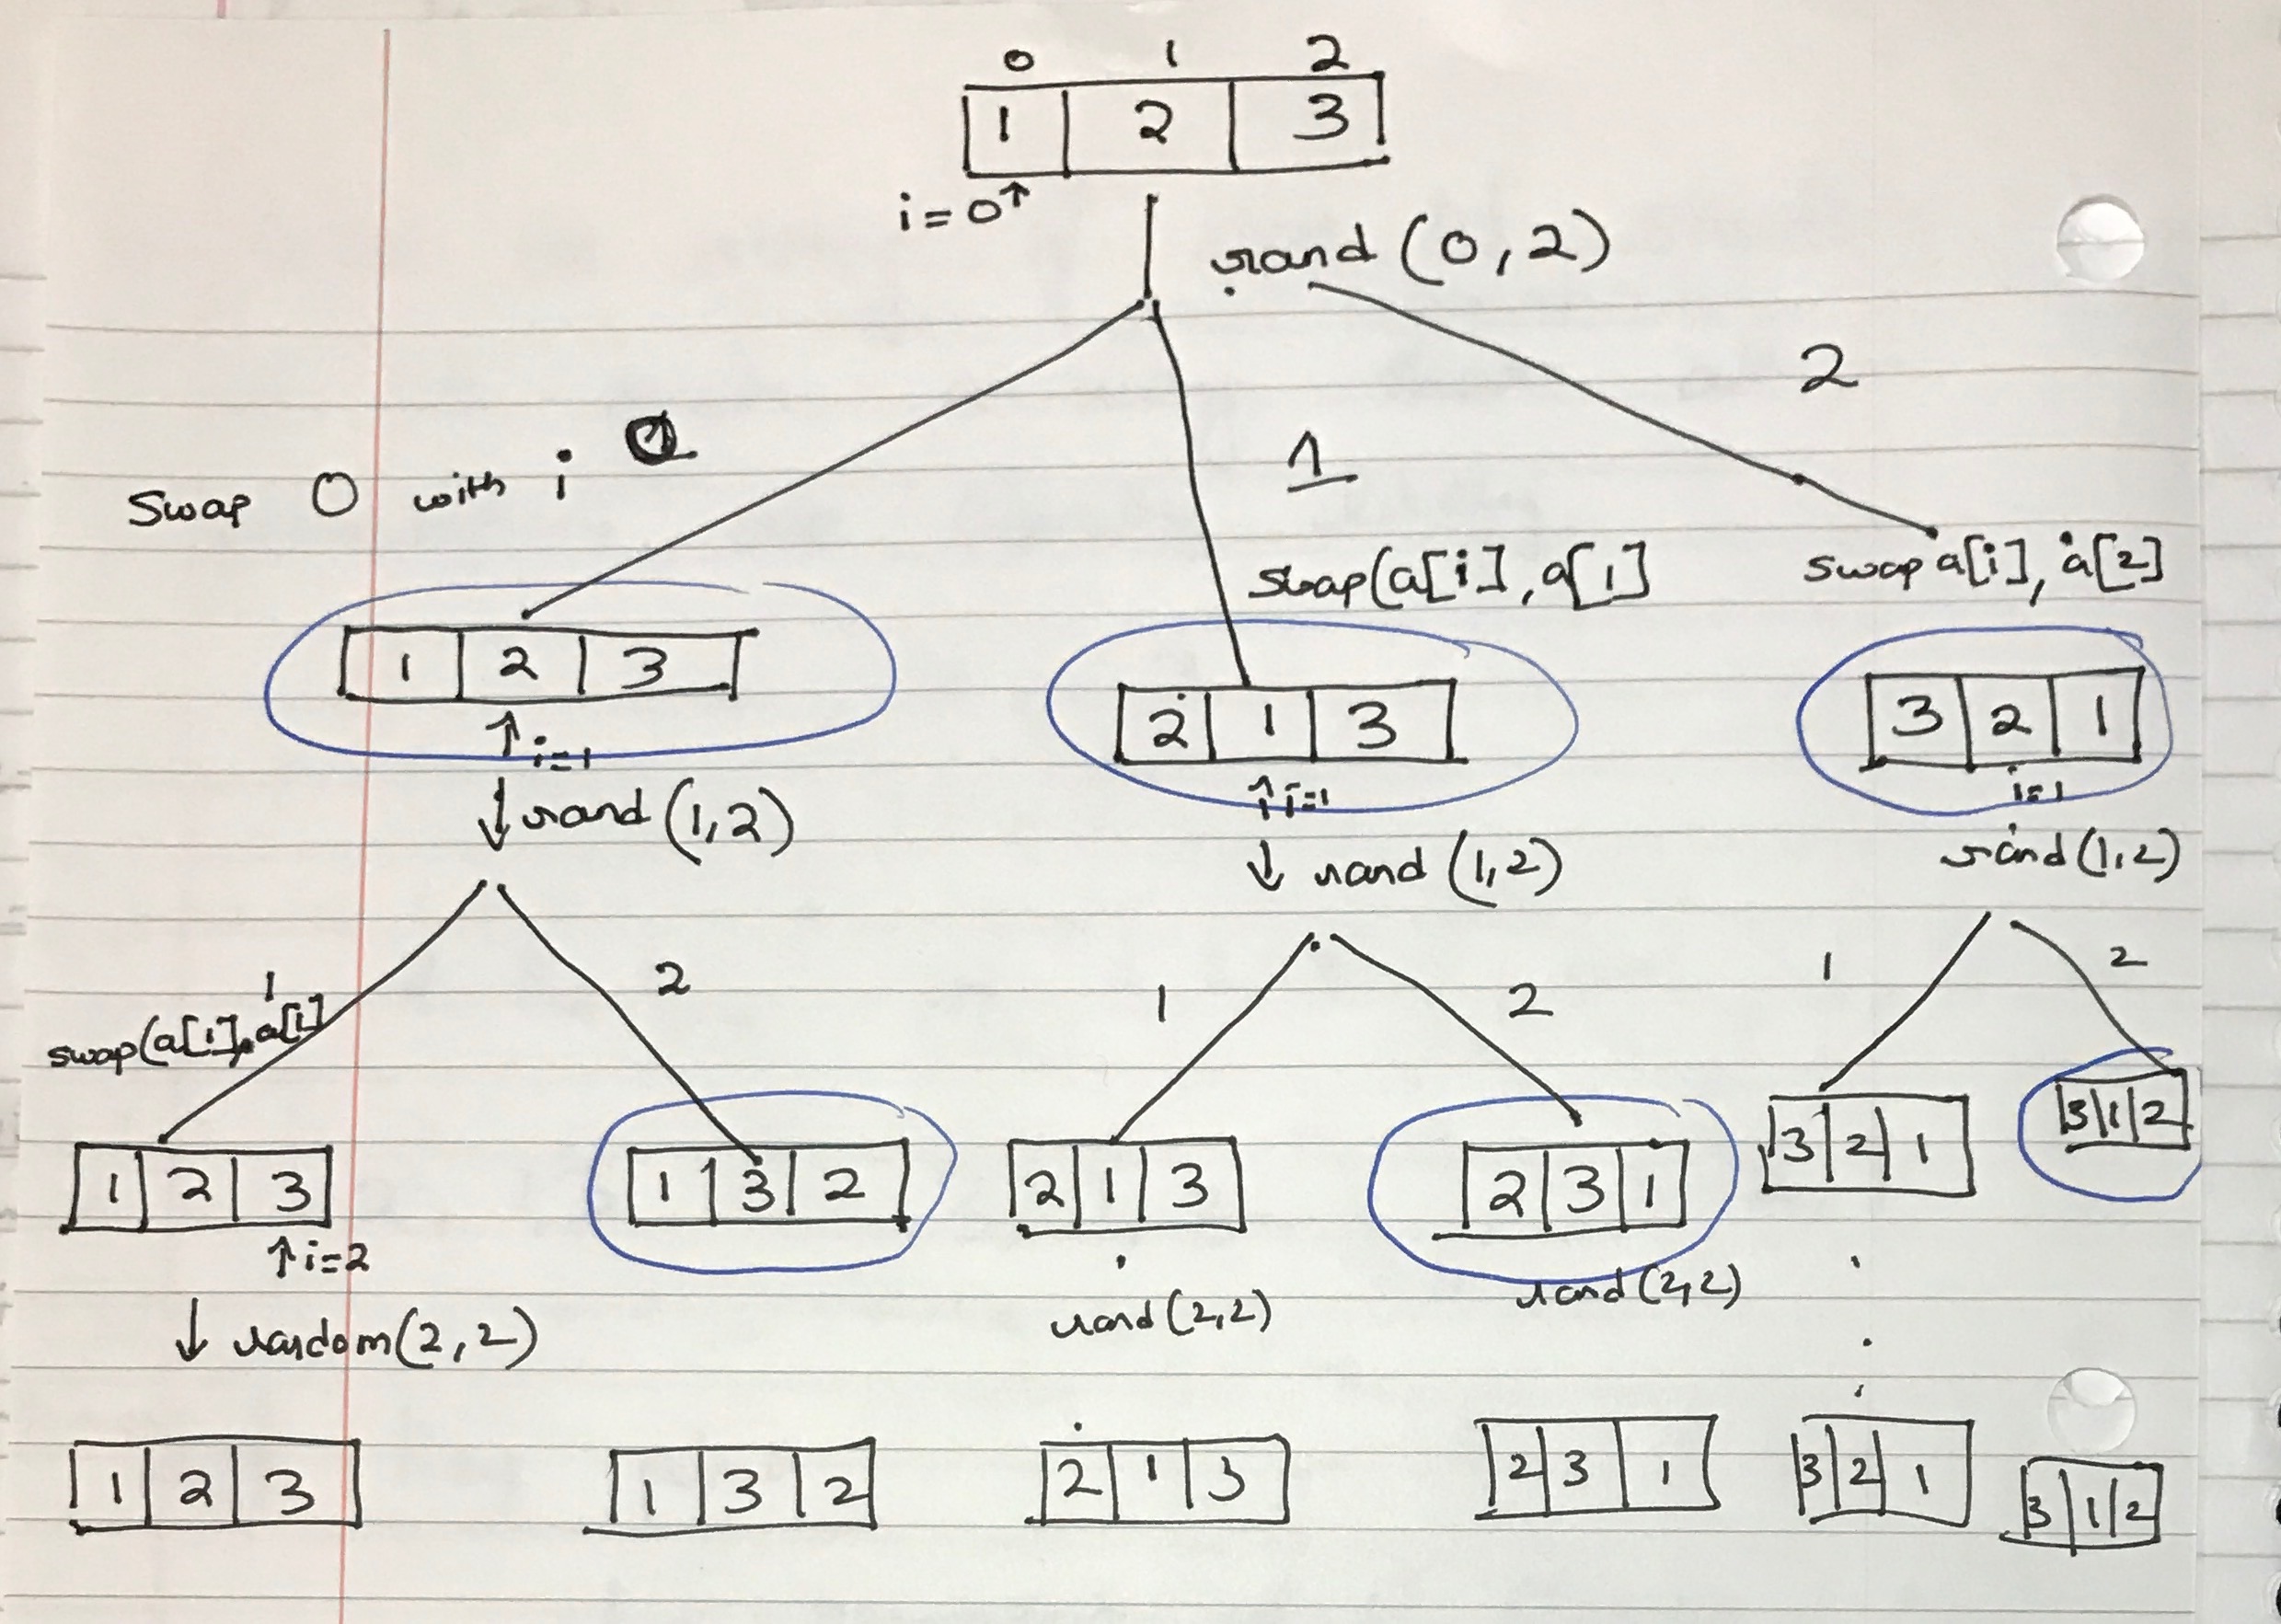 0 1 2
1 2 3
i=0↑
rand (0,2)
2
Swap 0 with i
1
swap(a[i],a[1]
swap a[i], a[2]
1 2 3
2 1 3
3 2 1
↑i=1
↑i=1
i=1
↓rand (1,2)
↓ rand (1,2)
rand (1,2)
1
2
1
2
1
2
swap(a[1],a[1]
1 2 3
1 3 2
2 1 3
2 3 1
3 2 1
3 1 2
↑i=2
rand (2,2)
rand (2,2)
↓ random(2,2)
1 2 3
1 3 2
2 1 3
2 3 1
3 2 1
3 1 2